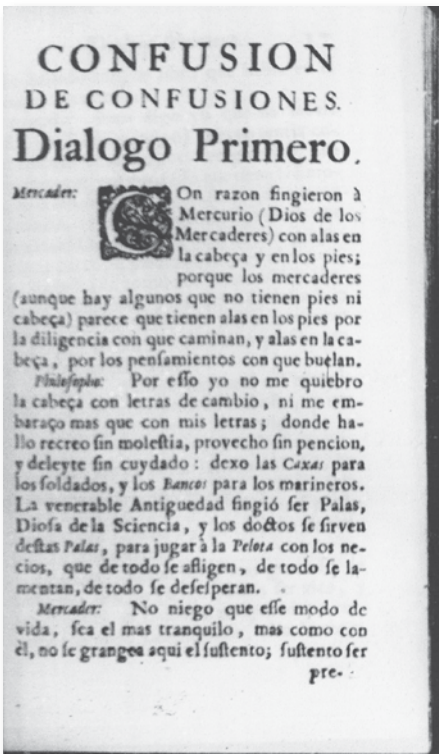 CONFUSION
DE CONFUSIONES.
Dialogo Primero.
Mercader: COn razon fingieron à
Mercurio (Dios de los
Mercaderes) con alas en
la cabeça y en los pies;
porque los mercaderes
(aunque hay algunos que no tienen pies ni
cabeça) parece que tienen alas en los pies por
la diligencia con que caminan, y alas en la ca-
beça, por los penſamientos con que buelan.
Philoſopho: Por eſſo yo no me quiebro
la cabeça con letras de cambio, ni me em-
baraço mas que con mis letras; donde ha-
llo recreo ſin moleſtia, provecho ſin pencion,
y deleyte ſin cuydado: dexo las Caxas para
los ſoldados, y los Bancos para los marineros.
La venerable Antiguedad fingió ſer Palas,
Dioſa de la Sciencia, y los doctos ſe ſirven
deſtas Palas, para jugar à la Pelota con los ne-
cios, que de todo ſe afligen, de todo ſe la-
mentan, de todo ſe deſeſperan.
Mercader: No niego que eſſe modo de
vida, ſea el mas tranquilo, mas como con
èl, no ſe grangea aqui el ſuſtento; ſuſtento ſer
pre-